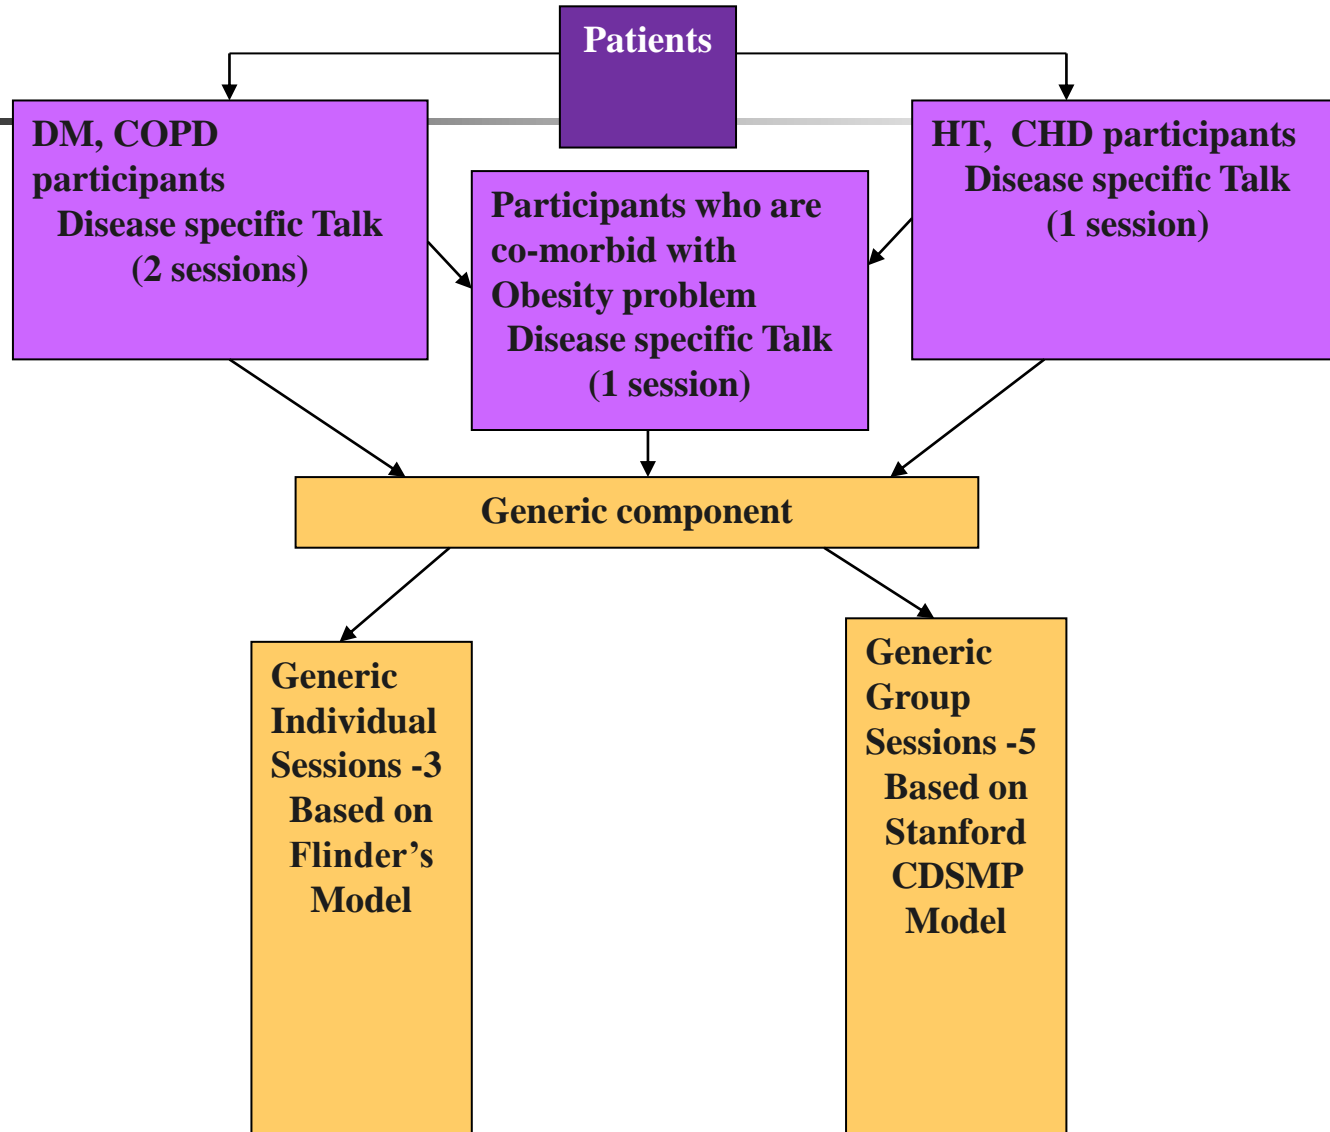 Patients
DM, COPD
participants
Disease specific Talk
(2 sessions)
Participants who are
co-morbid with
Obesity problem
Disease specific Talk
(1 session)
HT,  CHD participants
Disease specific Talk
(1 session)
Generic component
Generic
Individual
Sessions -3
Based on
Flinder’s
Model
Generic
Group
Sessions -5
Based on
Stanford
CDSMP
Model